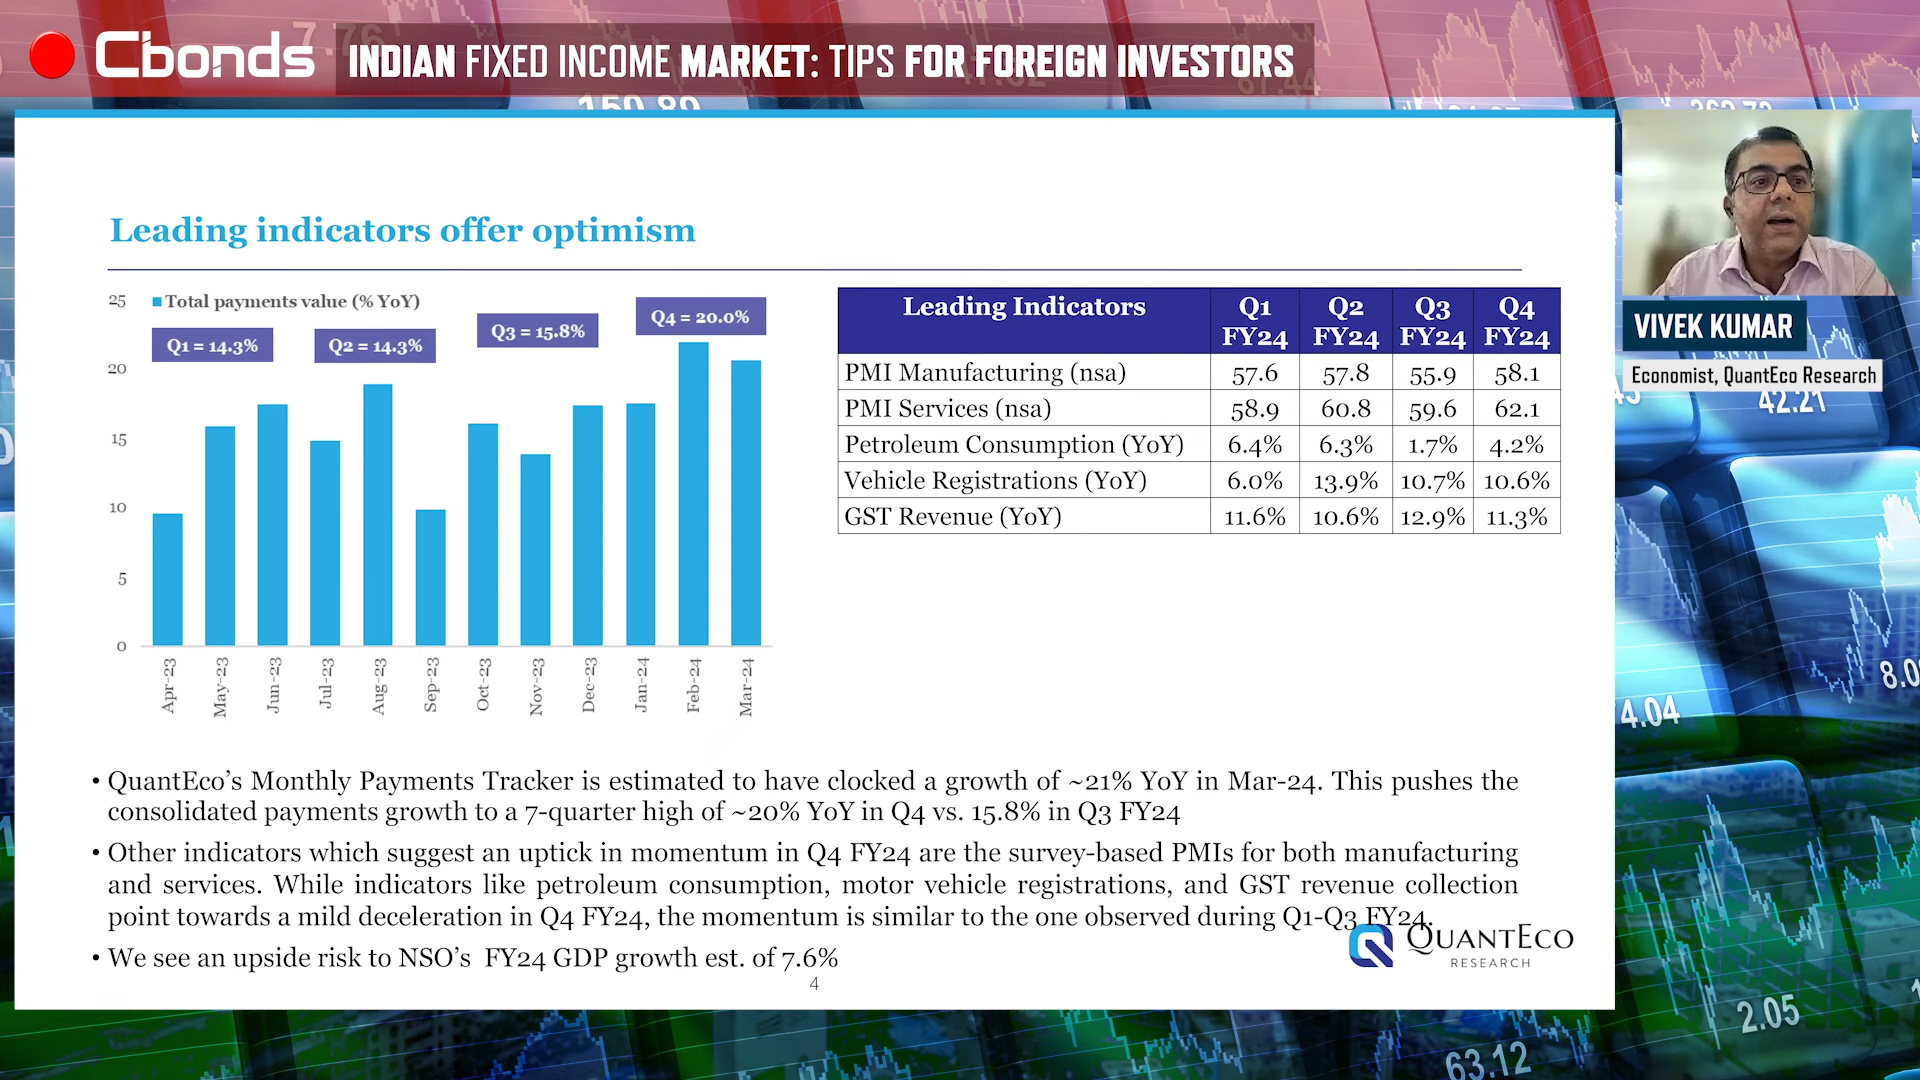 Cbonds
INDIAN FIXED INCOME MARKET: TIPS FOR FOREIGN INVESTORS
Leading indicators offer optimism
Total payments value (% YoY)
Q1 = 14.3%
Q2 = 14.3%
Q3 = 15.8%
Q4 = 20.0%
25
20
15
10
5
0
Apr-23 May-23 Jun-23 Jul-23 Aug-23 Sep-23 Oct-23 Nov-23 Dec-23 Jan-24 Feb-24 Mar-24
Leading Indicators Q1 FY24 Q2 FY24 Q3 FY24 Q4 FY24
PMI Manufacturing (nsa) 57.6 57.8 55.9 58.1
PMI Services (nsa) 58.9 60.8 59.6 62.1
Petroleum Consumption (YoY) 6.4% 6.3% 1.7% 4.2%
Vehicle Registrations (YoY) 6.0% 13.9% 10.7% 10.6%
GST Revenue (YoY) 11.6% 10.6% 12.9% 11.3%
• QuantEco’s Monthly Payments Tracker is estimated to have clocked a growth of ~21% YoY in Mar-24. This pushes the
consolidated payments growth to a 7-quarter high of ~20% YoY in Q4 vs. 15.8% in Q3 FY24
• Other indicators which suggest an uptick in momentum in Q4 FY24 are the survey-based PMIs for both manufacturing
and services. While indicators like petroleum consumption, motor vehicle registrations, and GST revenue collection
point towards a mild deceleration in Q4 FY24, the momentum is similar to the one observed during Q1-Q3 FY24.
• We see an upside risk to NSO’s FY24 GDP growth est. of 7.6%
QUANTECO
RESEARCH
4
VIVEK KUMAR
Economist, QuantEco Research
42.21
4.04
2.05
63.12